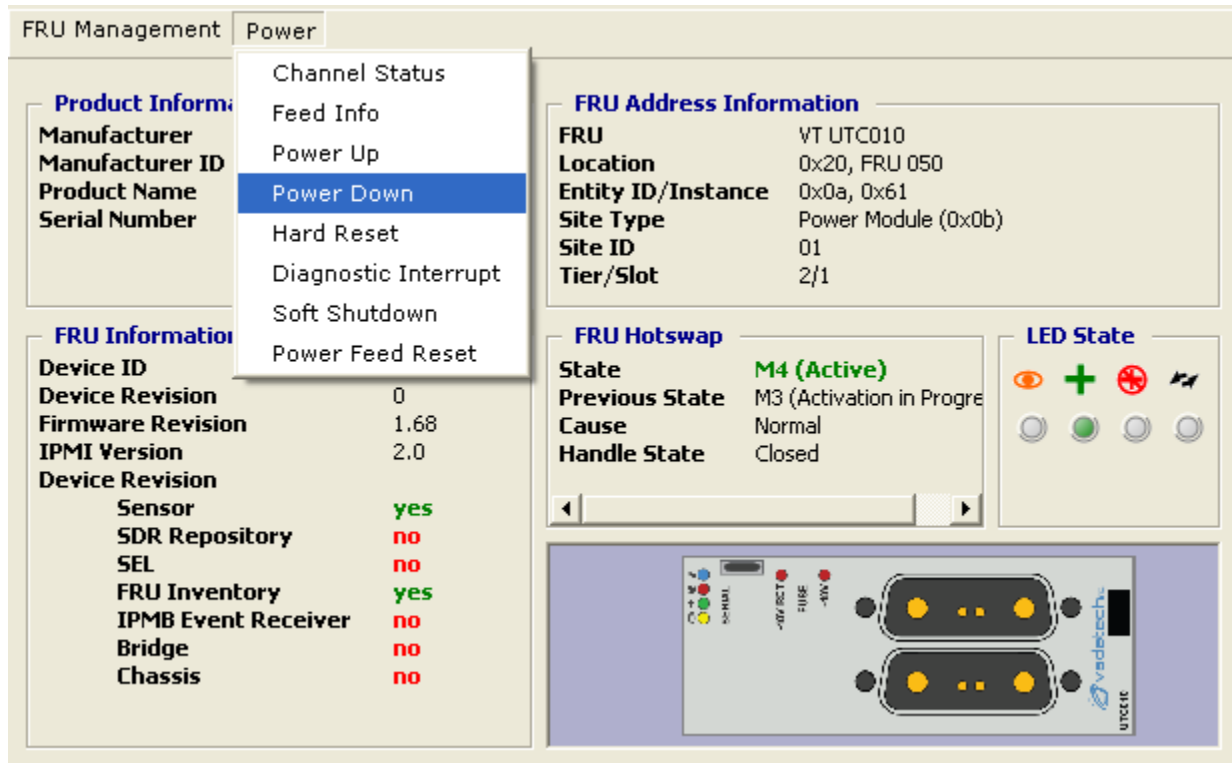 FRU Management Power
Channel Status
Feed Info
Power Up
Power Down
Hard Reset
Diagnostic Interrupt
Soft Shutdown
Power Feed Reset
Product Informa
Manufacturer
Manufacturer ID
Product Name
Serial Number
FRU Address Information
FRU VT UTC010
Location 0x20, FRU 050
Entity ID/Instance 0x0a, 0x61
Site Type Power Module (0x0b)
Site ID 01
Tier/Slot 2/1
FRU Information
Device ID
Device Revision 0
Firmware Revision 1.68
IPMI Version 2.0
Device Revision
Sensor yes
SDR Repository no
SEL no
FRU Inventory yes
IPMB Event Receiver no
Bridge no
Chassis no
FRU Hotswap
State M4 (Active)
Previous State M3 (Activation in Progre
Cause Normal
Handle State Closed
LED State
SERIAL
FUSE
vadatech
UTC010